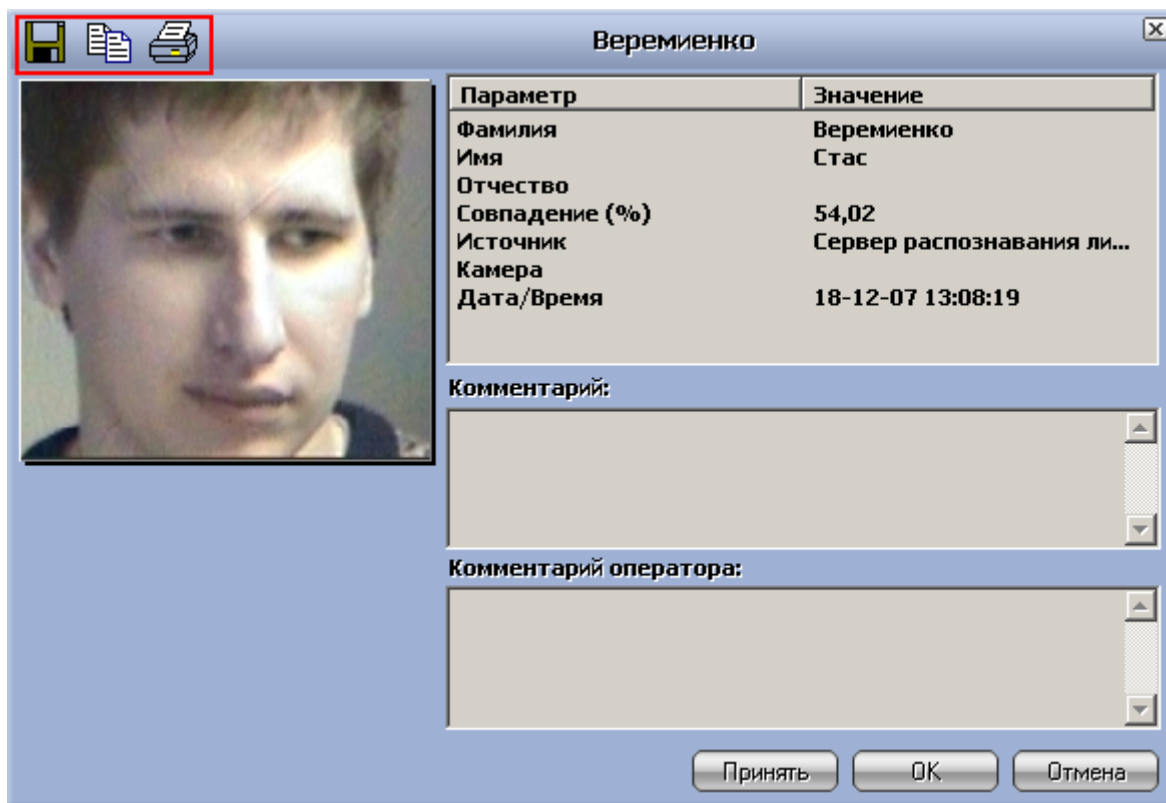 Веремиенко
Параметр Значение
Фамилия Веремиенко
Имя Стас
Отчество
Совпадение (%) 54,02
Источник Сервер распознавания ли...
Камера
Дата/Время 18-12-07 13:08:19
Комментарий:
Комментарий оператора:
Принять OK Отмена